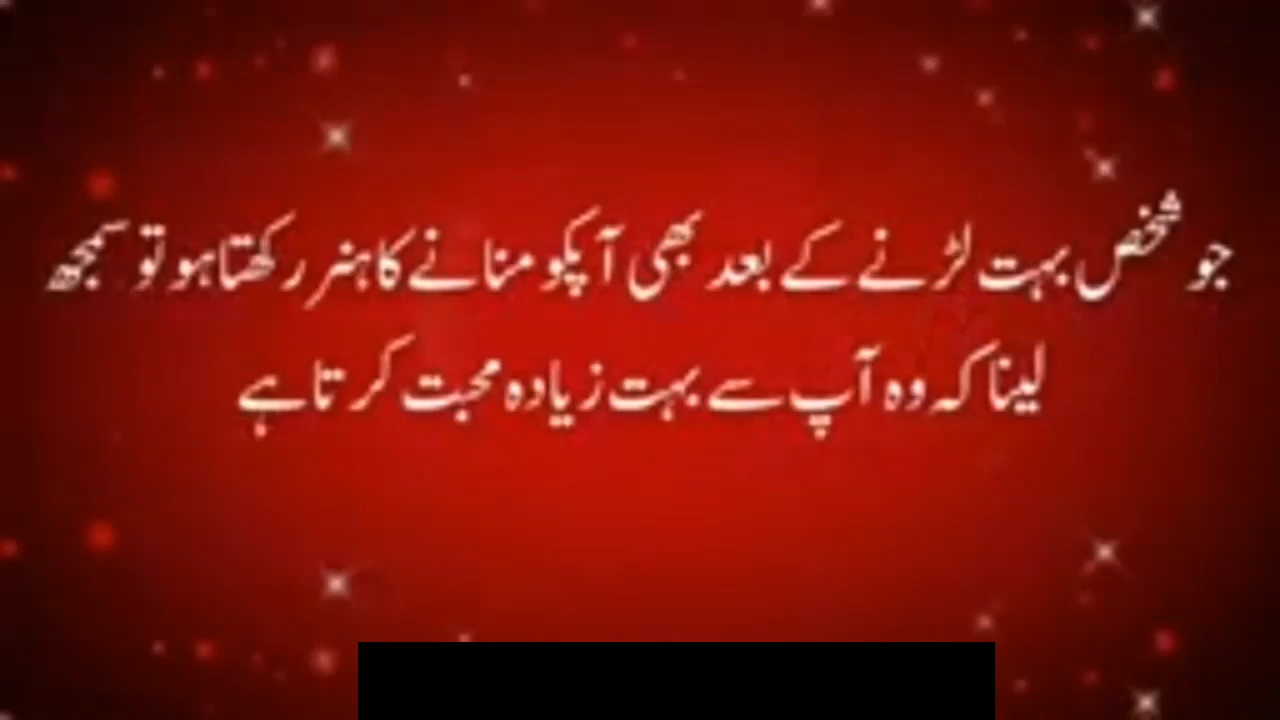 جو شخص بہت لڑنے کے بعد بھی آپکو منانے کا ہنر رکھتا ہو تو سمجھ
لینا کہ وہ آپ سے بہت زیادہ محبت کرتا ہے